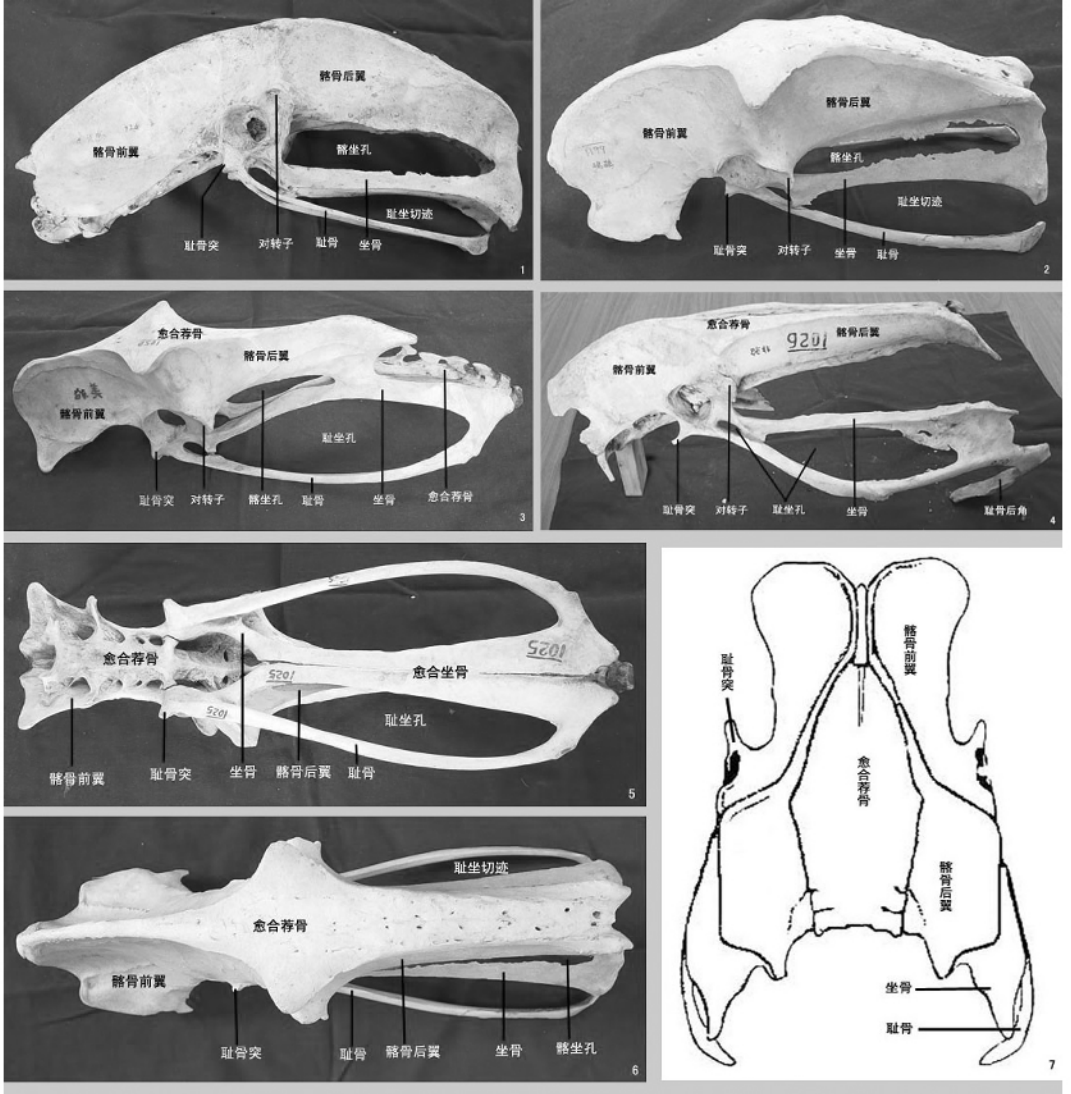 髂骨后翼
髂骨前翼
髂坐孔
耻骨突
对转子
耻骨
坐骨
1
髂骨后翼
髂骨前翼
髂坐孔
耻坐切迹
耻骨突
对转子
坐骨
耻骨
2
愈合荐骨
髂骨后翼
髂骨前翼
耻坐孔
耻骨突
对转子
髂坐孔
耻骨
坐骨
愈合荐骨
3
愈合荐骨
髂骨后翼
1026
髂骨前翼
耻骨突
对转子
耻坐孔
坐骨
耻骨后角
4
愈合荐骨
愈合坐骨
1025
1025
1025
耻坐孔
髂骨前翼
耻骨突
坐骨
髂骨后翼
耻骨
5
耻坐切迹
愈合荐骨
髂骨前翼
耻骨突
耻骨
髂骨后翼
坐骨
髂坐孔
6
髂骨前翼
耻骨突
愈合荐骨
髂骨后翼
坐骨
耻骨
7